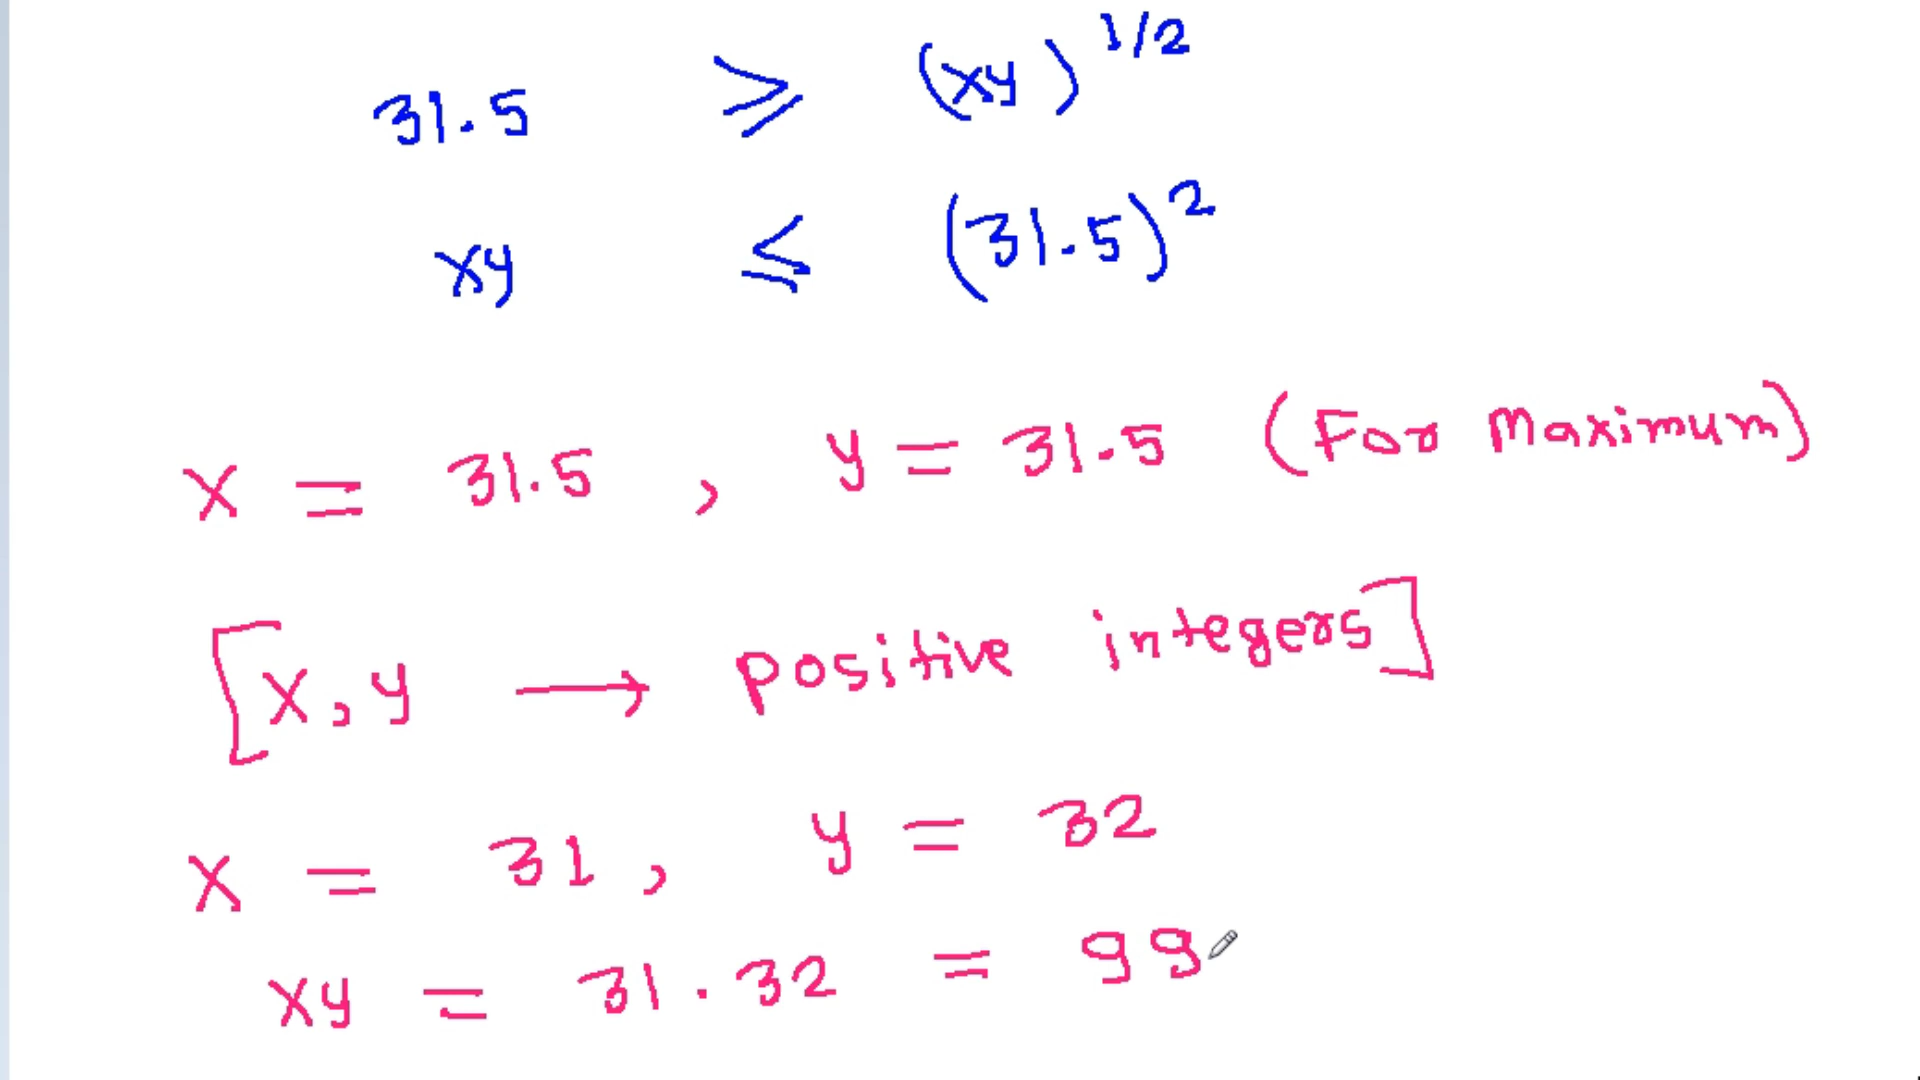 31.5 ≥ (xy)^1/2
xy ≤ (31.5)^2
x = 31.5 , y = 31.5 (For Maximum)
[x, y → positive integers]
x = 31, y = 32
xy = 31.32 = 99